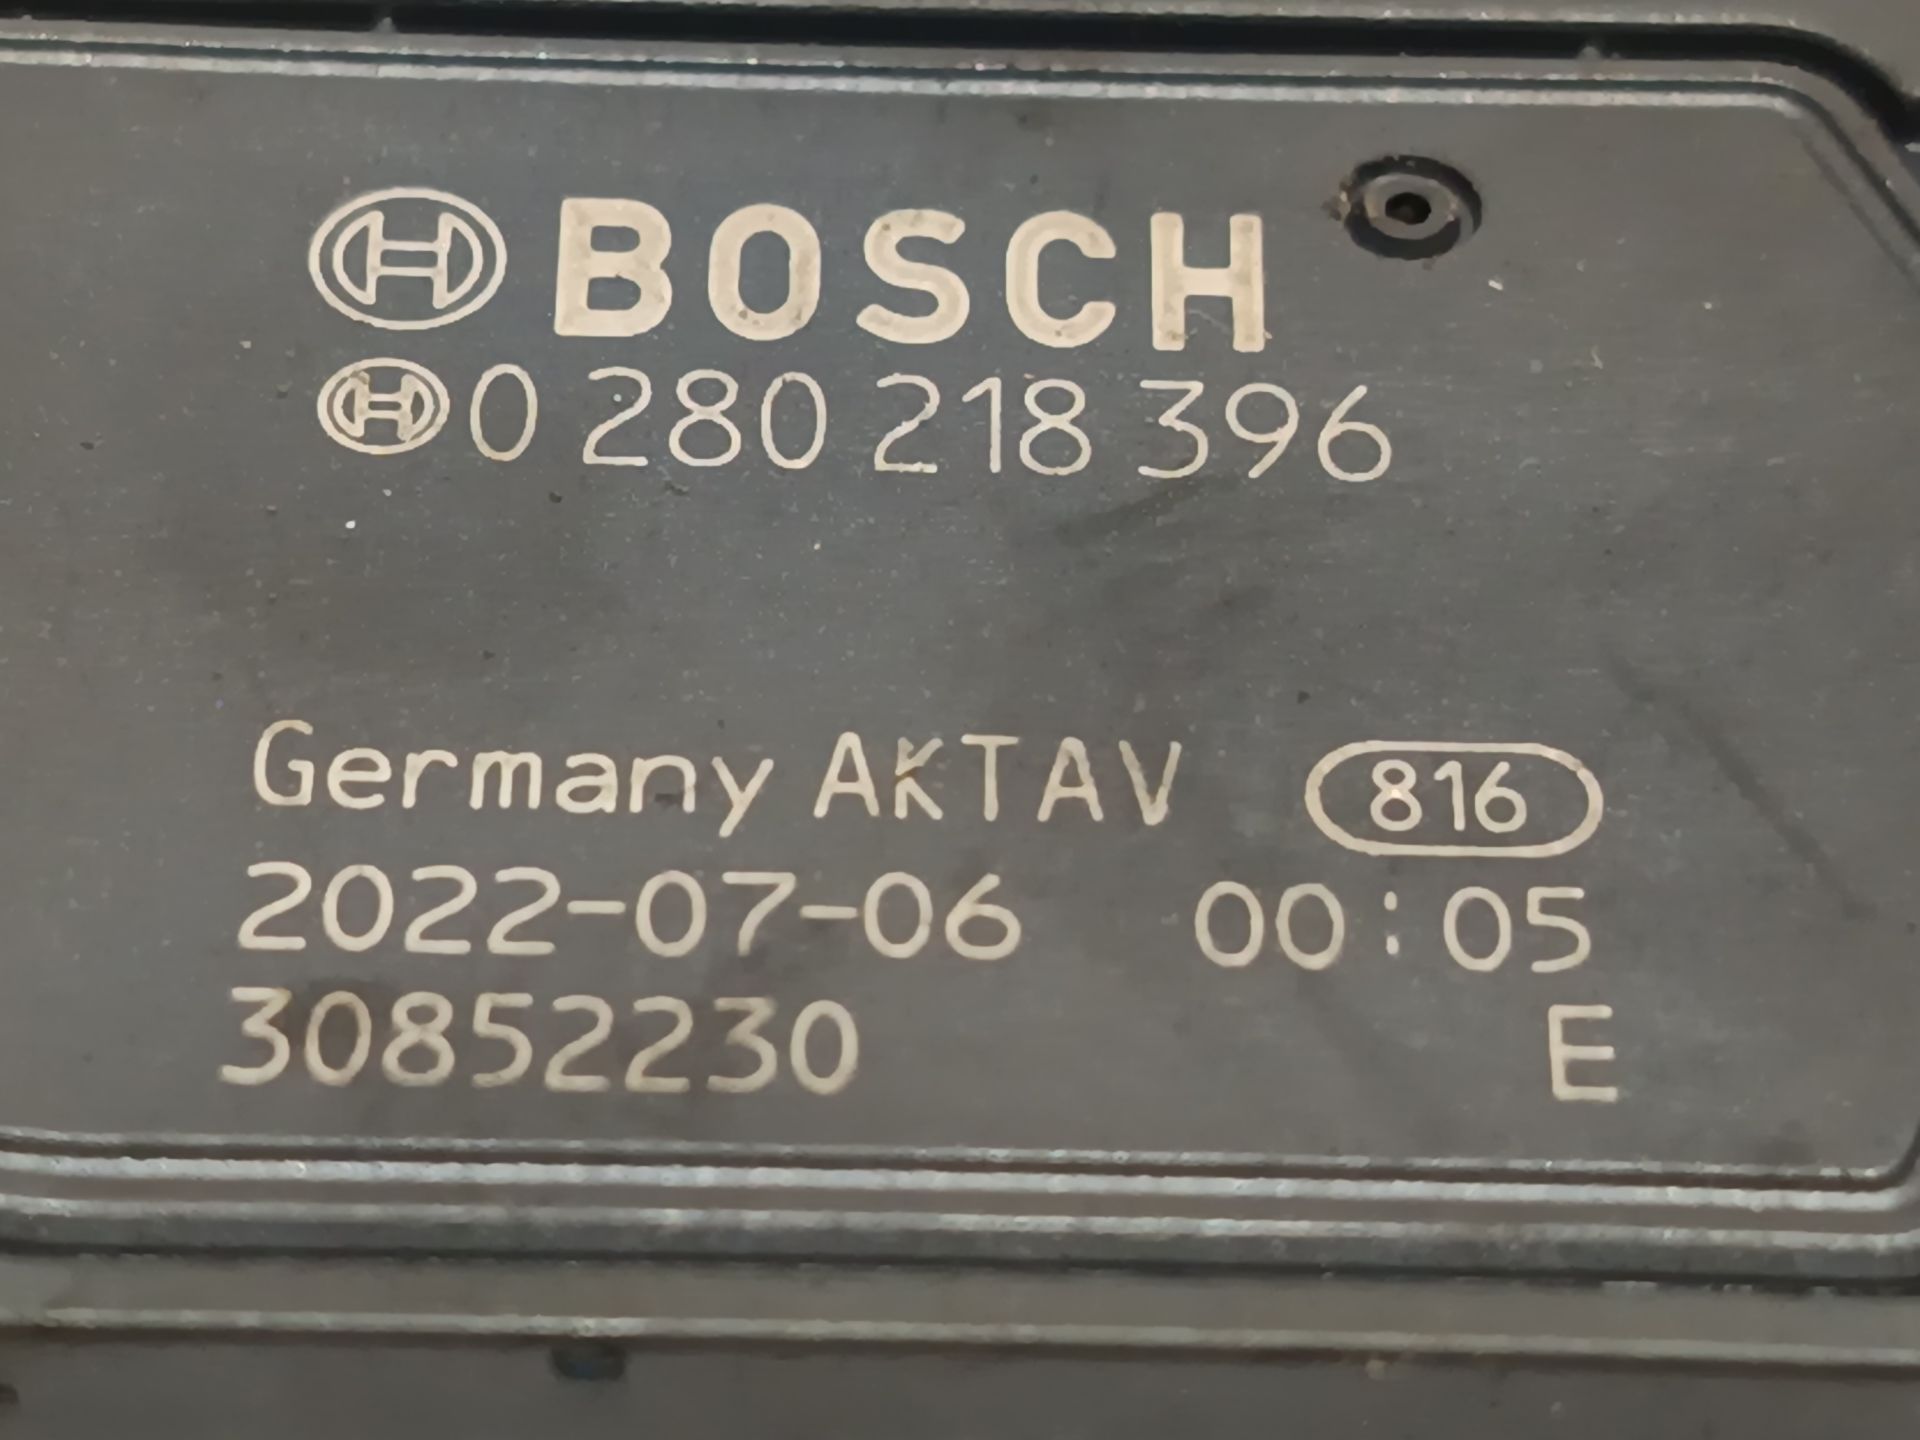 BOSCH
0 280 218 396
Germany AKTAV 816
2022-07-06 00:05
30852230 E